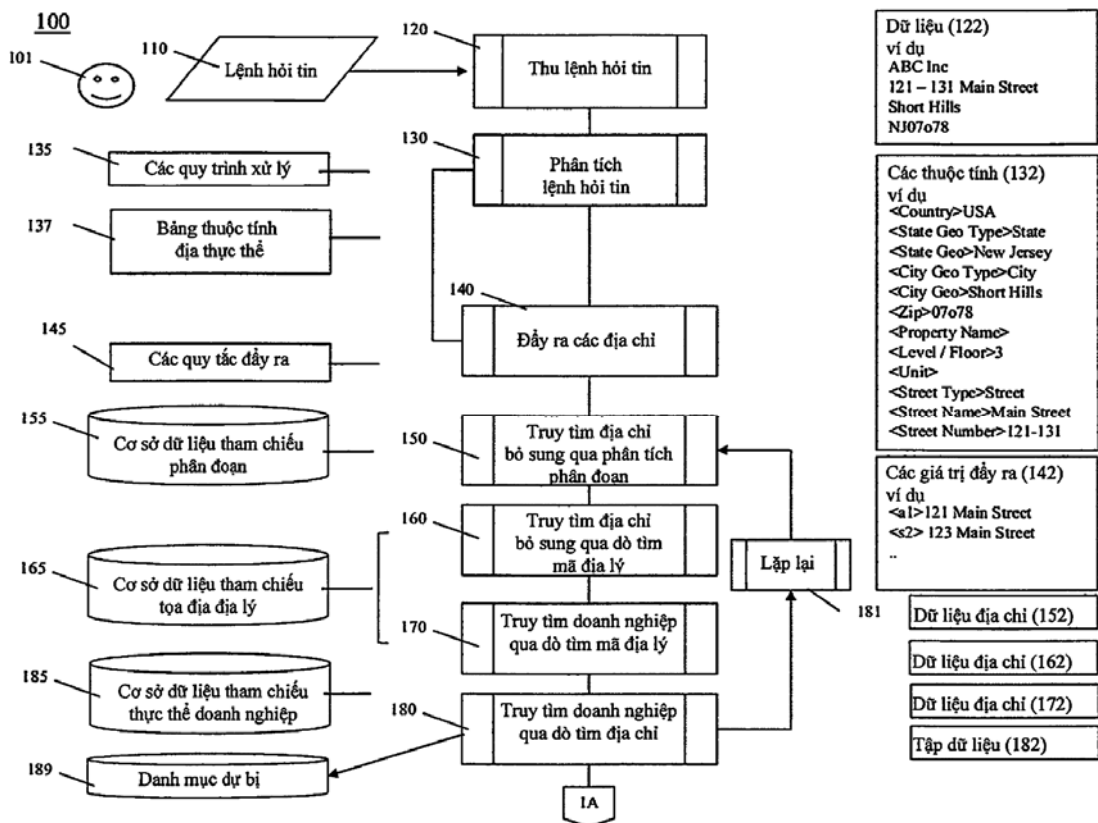 100
101
110
Lệnh hỏi tin
120
Thu lệnh hỏi tin
130
Phân tích
lệnh hỏi tin
135
Các quy trình xử lý
137
Bảng thuộc tính
địa thực thể
140
Đẩy ra các địa chỉ
145
Các quy tắc đẩy ra
155
Cơ sở dữ liệu tham chiếu
phân đoạn
150
Truy tìm địa chỉ
bổ sung qua phân tích
phân đoạn
160
Truy tìm địa chỉ
bổ sung qua dò tìm
mã địa lý
165
Cơ sở dữ liệu tham chiếu
tọa địa địa lý
170
Truy tìm doanh nghiệp
qua dò tìm mã địa lý
Lặp lại
181
185
Cơ sở dữ liệu tham chiếu
thực thể doanh nghiệp
180
Truy tìm doanh nghiệp
qua dò tìm địa chỉ
189
Danh mục dự bị
1A
Dữ liệu (122)
ví dụ
ABC Inc
121 – 131 Main Street
Short Hills
NJ07o78
Các thuộc tính (132)
ví dụ
<Country>USA
<State Geo Type>State
<State Geo>New Jersey
<City Geo Type>City
<City Geo>Short Hills
<Zip>07o78
<Property Name>
<Level / Floor>3
<Unit>
<Street Type>Street
<Street Name>Main Street
<Street Number>121-131
Các giá trị đẩy ra (142)
ví dụ
<a1>121 Main Street
<s2> 123 Main Street
..
Dữ liệu địa chỉ (152)
Dữ liệu địa chỉ (162)
Dữ liệu địa chỉ (172)
Tập dữ liệu (182)